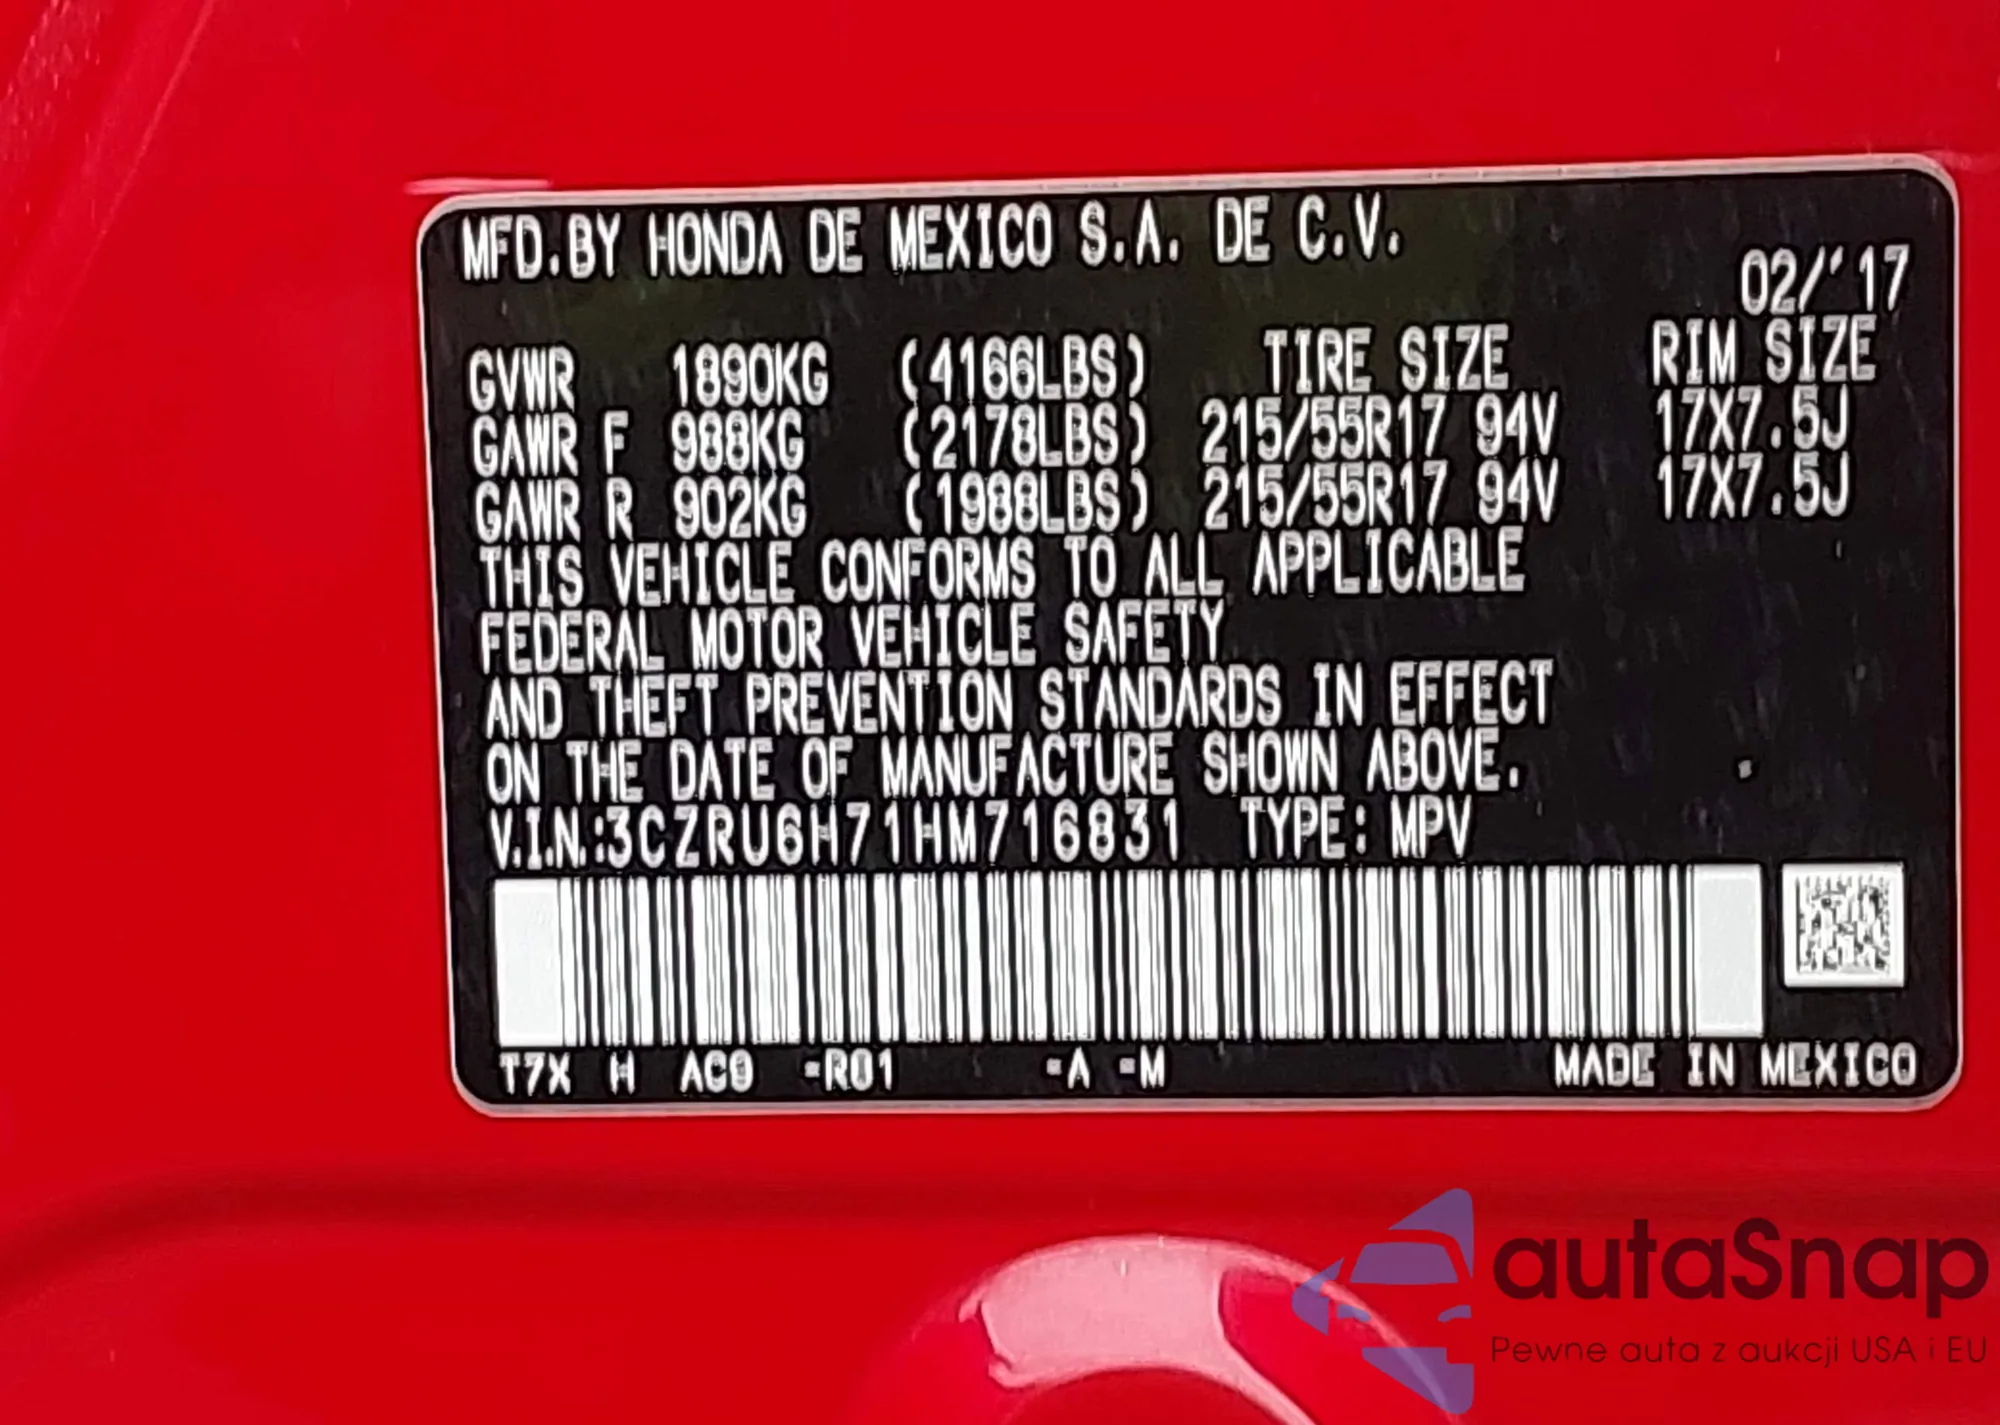 MFD.BY HONDA DE MEXICO S.A. DE C.V.
02/'17
GVWR 1890KG (4166LBS) TIRE SIZE RIM SIZE
GAWR F 988KG (2178LBS) 215/55R17 94V 17X7.5J
GAWR R 902KG (1988LBS) 215/55R17 94V 17X7.5J
THIS VEHICLE CONFORMS TO ALL APPLICABLE
FEDERAL MOTOR VEHICLE SAFETY
AND THEFT PREVENTION STANDARDS IN EFFECT
ON THE DATE OF MANUFACTURE SHOWN ABOVE.
V.I.N.:3CZRU6H71HM716831 TYPE: MPV
T7X H AC0 -R01 -A -M MADE IN MEXICO
autaSnap
Pewne auta z aukcji USA i EU